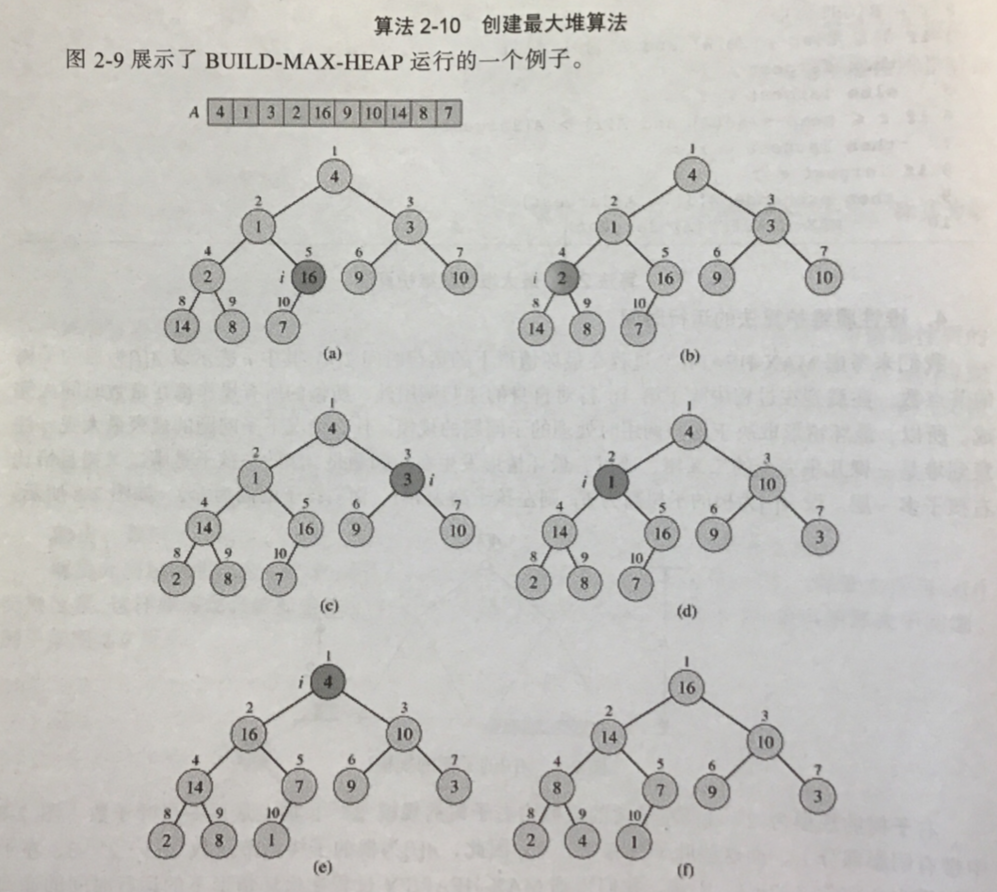 算法 2-10 创建最大堆算法
图 2-9 展示了 BUILD-MAX-HEAP 运行的一个例子。
A 4 1 3 2 16 9 10 14 8 7
1 1
4 4
2 3 2 3
1 3 1 3
4 5 6 7 4 5 6 7
2 i 16 9 10 i 2 16 9 10
8 9 10 8 9 10
14 8 7 14 8 7
(a) (b)
1 1
4 4
2 3 2 3
1 3 i i 1 10
4 5 6 7 4 5 6 7
14 16 9 10 14 16 9 3
8 9 10 8 9 10
2 8 7 2 8 7
(c) (d)
1 1
i 4 16
2 3 2 3
16 10 14 10
4 5 6 7 4 5 6 7
14 7 9 3 8 7 9 3
8 9 10 8 9 10
2 8 1 2 4 1
(e) (f)